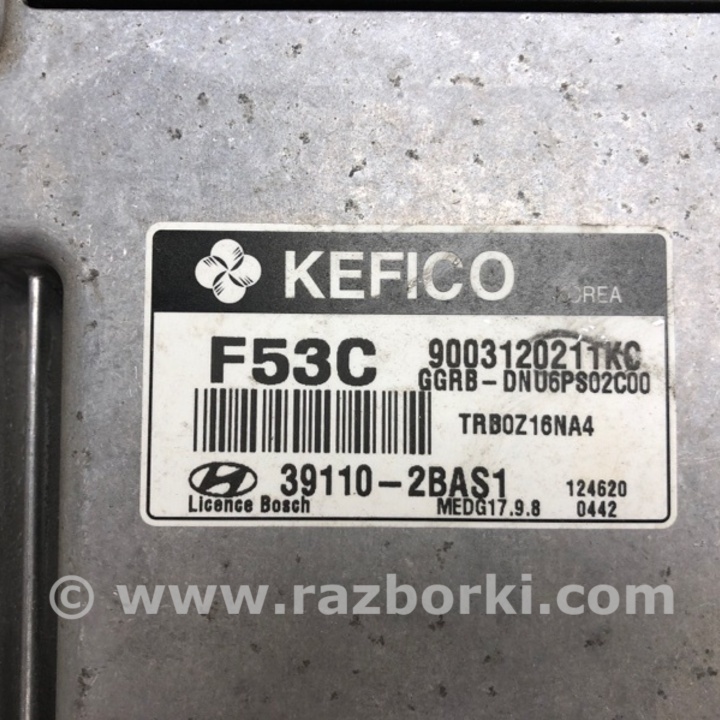 KEFICO
KOREA
F53C
9003120211KC
GGRB-DNU6PS02C00
TRB0Z16NA4
39110-2BAS1
124620
Licence Bosch
MEDG17.9.8
0442
© www.razborki.com